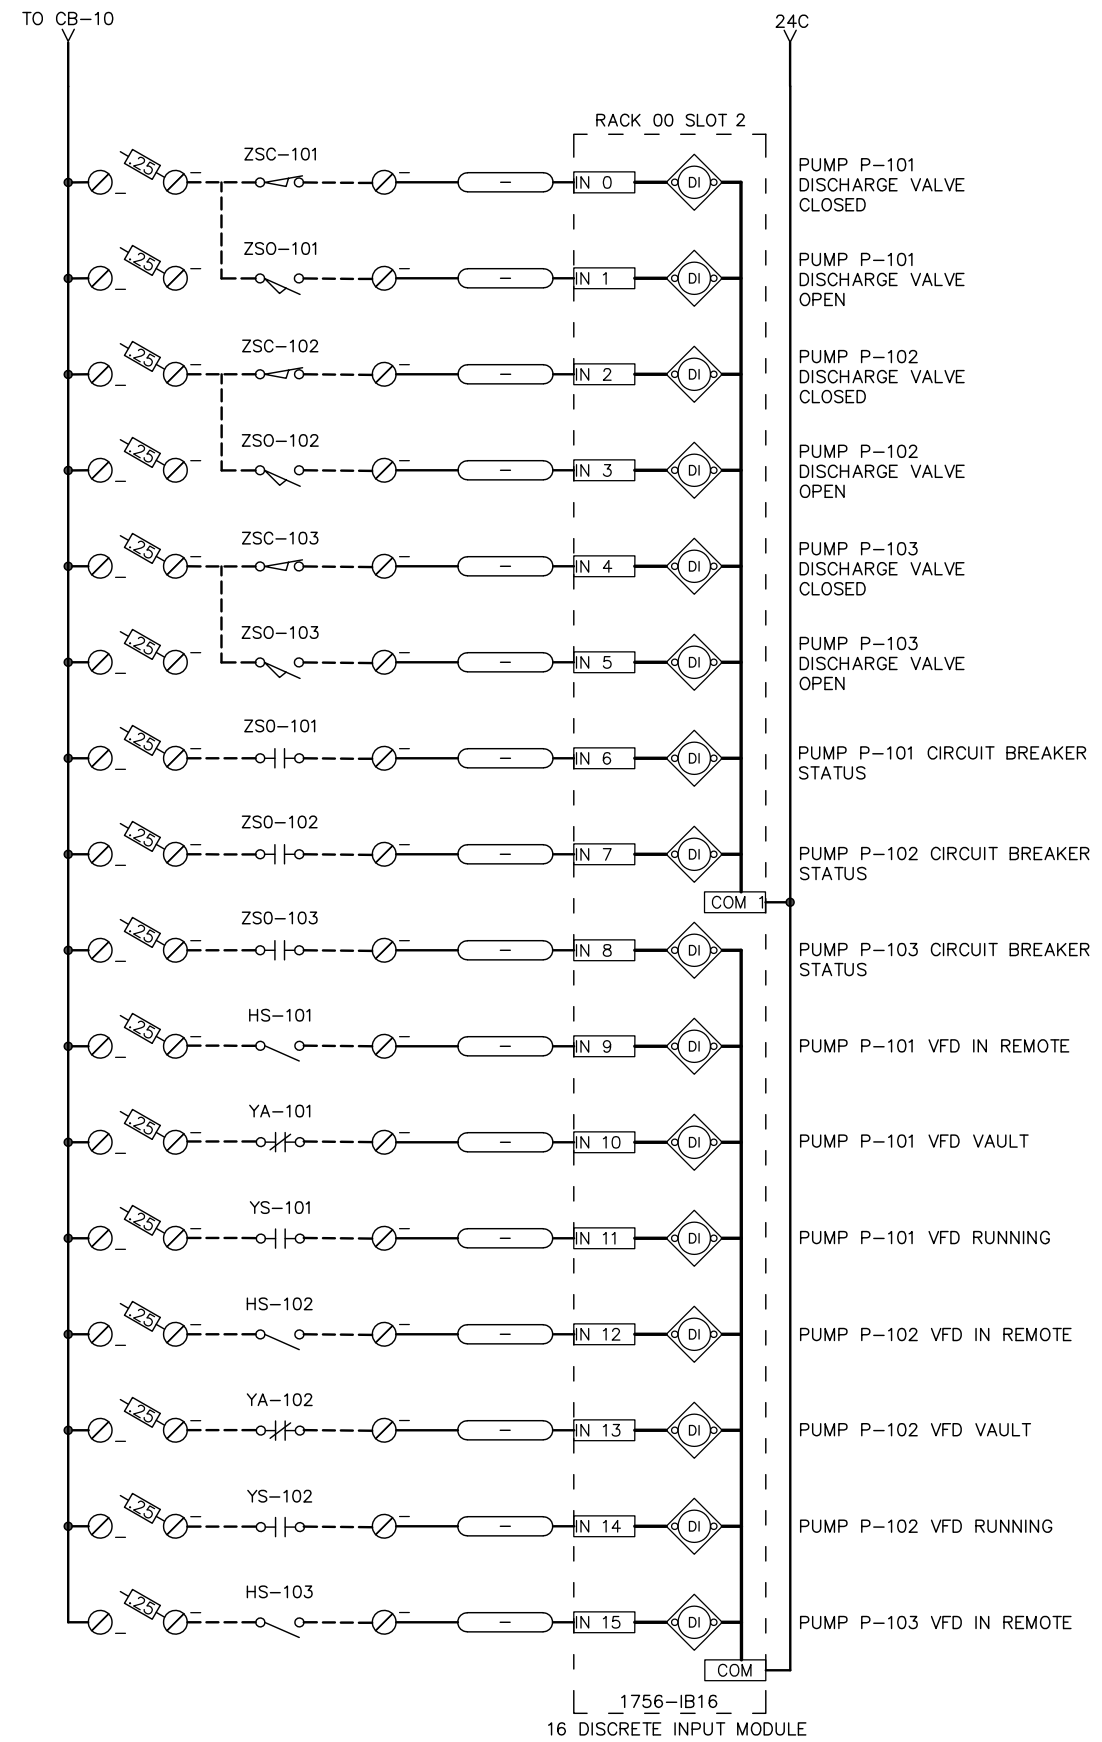 TO CB-10
24C
RACK 00 SLOT 2
.25
ZSC-101
-
IN 0
DI
PUMP P-101
DISCHARGE VALVE
CLOSED
.25
ZSO-101
-
IN 1
DI
PUMP P-101
DISCHARGE VALVE
OPEN
.25
ZSC-102
-
IN 2
DI
PUMP P-102
DISCHARGE VALVE
CLOSED
.25
ZSO-102
-
IN 3
DI
PUMP P-102
DISCHARGE VALVE
OPEN
.25
ZSC-103
-
IN 4
DI
PUMP P-103
DISCHARGE VALVE
CLOSED
.25
ZSO-103
-
IN 5
DI
PUMP P-103
DISCHARGE VALVE
OPEN
.25
ZSO-101
-
IN 6
DI
PUMP P-101 CIRCUIT BREAKER
STATUS
.25
ZSO-102
-
IN 7
DI
PUMP P-102 CIRCUIT BREAKER
STATUS
COM 1
.25
ZSO-103
-
IN 8
DI
PUMP P-103 CIRCUIT BREAKER
STATUS
.25
HS-101
-
IN 9
DI
PUMP P-101 VFD IN REMOTE
.25
YA-101
-
IN 10
DI
PUMP P-101 VFD VAULT
.25
YS-101
-
IN 11
DI
PUMP P-101 VFD RUNNING
.25
HS-102
-
IN 12
DI
PUMP P-102 VFD IN REMOTE
.25
YA-102
-
IN 13
DI
PUMP P-102 VFD VAULT
.25
YS-102
-
IN 14
DI
PUMP P-102 VFD RUNNING
.25
HS-103
-
IN 15
DI
PUMP P-103 VFD IN REMOTE
COM
1756-IB16
16 DISCRETE INPUT MODULE